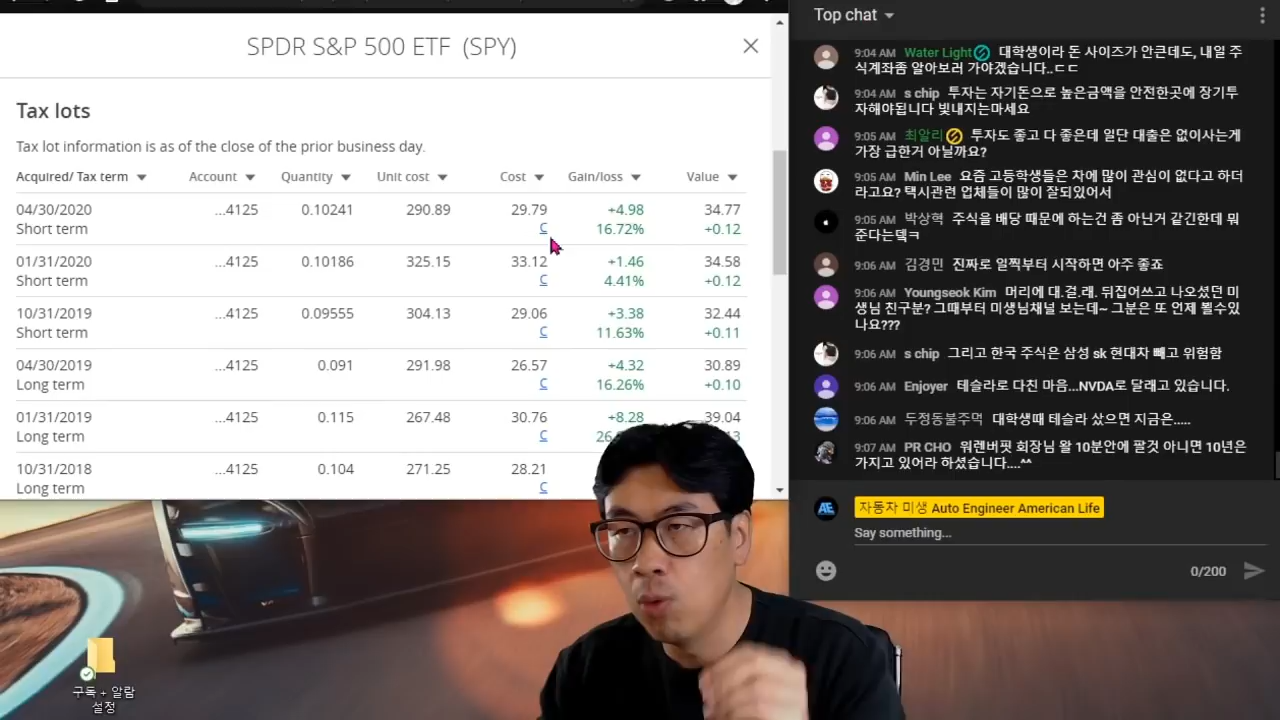 SPDR S&P 500 ETF (SPY)
Tax lots
Tax lot information is as of the close of the prior business day.
Acquired/ Tax term Account Quantity Unit cost Cost Gain/loss Value
04/30/2020 ...4125 0.10241 290.89 29.79 +4.98 34.77
Short term C 16.72% +0.12
01/31/2020 ...4125 0.10186 325.15 33.12 +1.46 34.58
Short term C 4.41% +0.12
10/31/2019 ...4125 0.09555 304.13 29.06 +3.38 32.44
Short term C 11.63% +0.11
04/30/2019 ...4125 0.091 291.98 26.57 +4.32 30.89
Long term C 16.26% +0.10
01/31/2019 ...4125 0.115 267.48 30.76 +8.28 39.04
Long term C
10/31/2018 ...4125 0.104 271.25 28.21
Long term C
구독 + 알람
설정
Top chat
9:04 AM Water Light 대학생이라 돈 사이즈가 안큰데도, 내일 주
식계좌좀 알아보러 가야겠습니다..ㄷㄷ
9:04 AM s chip 투자는 자기돈으로 높은금액을 안전한곳에 장기투
자해야됩니다 빛내지는마세요
9:05 AM 최알리 투자도 좋고 다 좋은데 일단 대출은 없이사는게
가장 급한거 아닐까요?
9:05 AM Min Lee 요즘 고등학생들은 차에 많이 관심이 없다고 하더
라고요? 택시관련 업체들이 많이 잘되있어서
9:06 AM 박상혁 주식을 배당 때문에 하는건 좀 아닌거 같긴한데 뭐
9:06 AM 김경민 진짜로 일찍부터 시작하면 아주 좋죠
9:06 AM Youngseok Kim 머리에 대.걸.래. 뒤집어쓰고 나오셨던 미
생님 친구분? 그때부터 미생님채널 보는데~ 그분은 또 언제 뵐수있
나요???
9:06 AM s chip 그리고 한국 주식은 삼성 sk 현대차 빼고 위험함
9:06 AM Enjoyer 테슬라로 다친 마음...NVDA로 달래고 있습니다.
9:06 AM 두정동불주먹 대학생때 테슬라 샀으면 지금은.....
9:07 AM PR CHO 워렌버핏 회장님 왈 10분안에 팔것 아니면 10년은
가지고 있어라 하셨습니다....^^
AE 자동차 미생 Auto Engineer American Life
Say something...
0/200